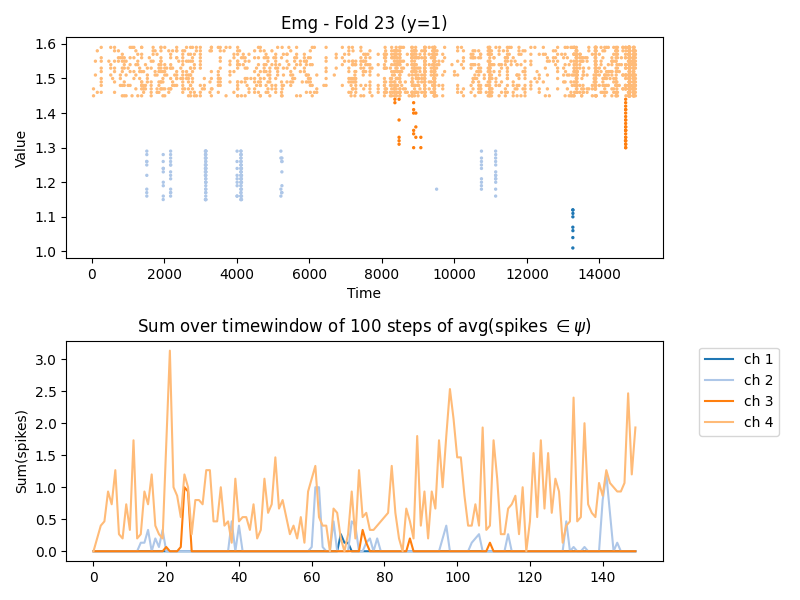 Emg - Fold 23 (y=1)
Value
1.6
1.5
1.4
1.3
1.2
1.1
1.0
0 2000 4000 6000 8000 10000 12000 14000
Time
Sum over timewindow of 100 steps of avg(spikes ∈ ψ)
Sum(spikes)
3.0
2.5
2.0
1.5
1.0
0.5
0.0
0 20 40 60 80 100 120 140
ch 1
ch 2
ch 3
ch 4